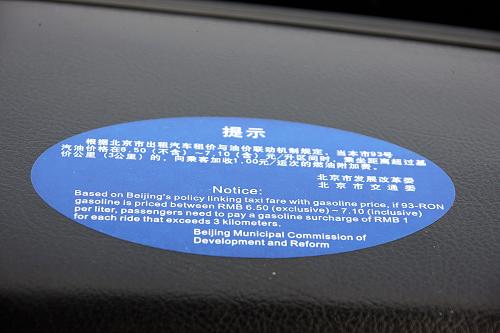 提示
根据北京市出租汽车租价与油价联动机制规定，当本市93号
汽油价格在6.50（不含）~7.10（含）元/升区间时，乘坐距离超过基
价公里（3公里）的，向乘客加收1.00元/运次的燃油附加费。
北京市发展改革委
北京市交通委
Notice:
Based on Beijing's policy linking taxi fare with gasoline price, if 93-RON
gasoline is priced between RMB 6.50 (exclusive) – 7.10 (inclusive)
per liter, passengers need to pay a gasoline surcharge of RMB 1
for each ride that exceeds 3 kilometers.
Beijing Municipal Commission of
Development and Reform